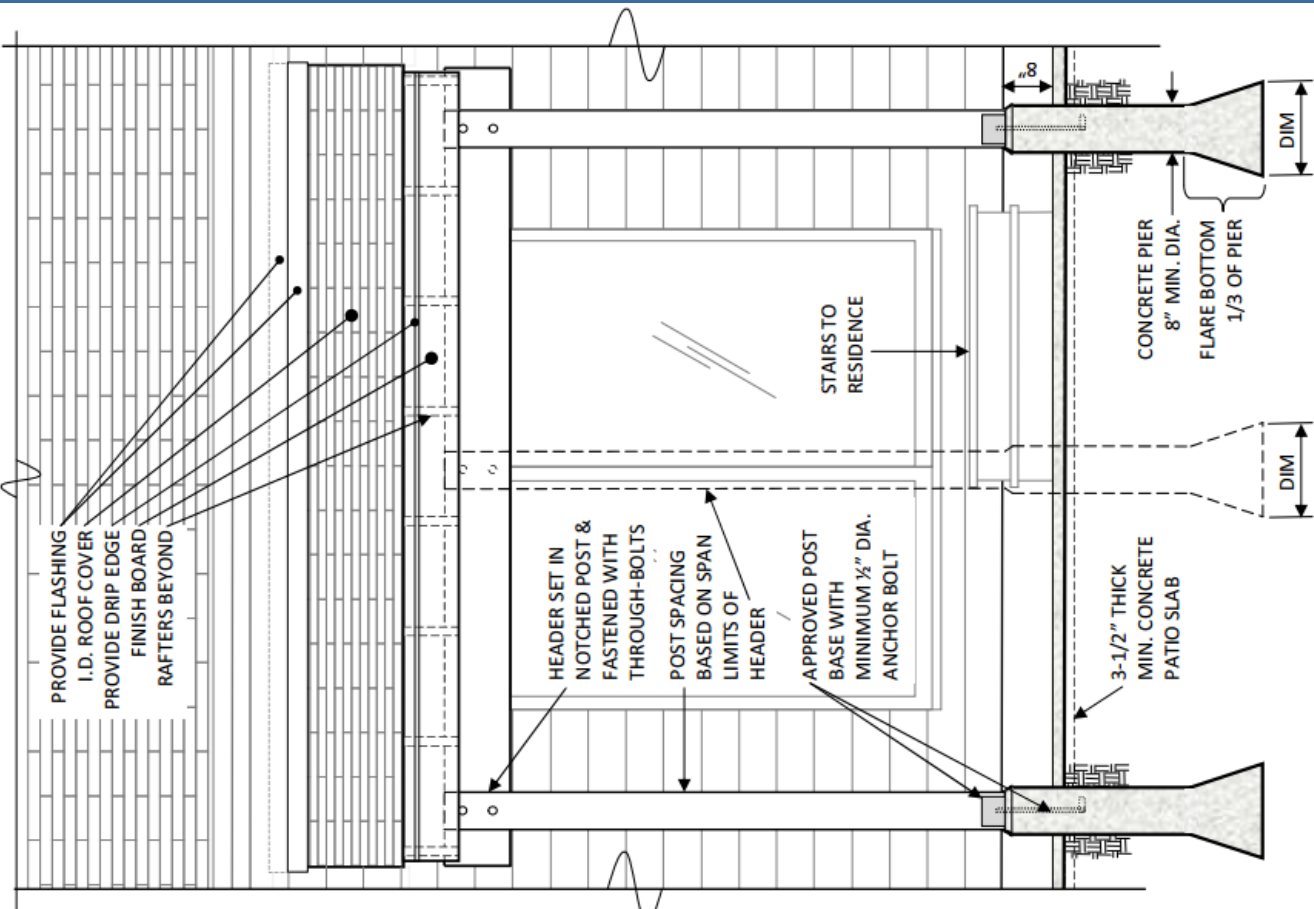 PROVIDE FLASHING
I.D. ROOF COVER
PROVIDE DRIP EDGE
FINISH BOARD
RAFTERS BEYOND
HEADER SET IN
NOTCHED POST &
FASTENED WITH
THROUGH-BOLTS
POST SPACING
BASED ON SPAN
LIMITS OF
HEADER
APPROVED POST
BASE WITH
MINIMUM ½" DIA.
ANCHOR BOLT
STAIRS TO
RESIDENCE
8"
3-1/2" THICK
MIN. CONCRETE
PATIO SLAB
CONCRETE PIER
8" MIN. DIA.
FLARE BOTTOM
1/3 OF PIER
DIM
DIM